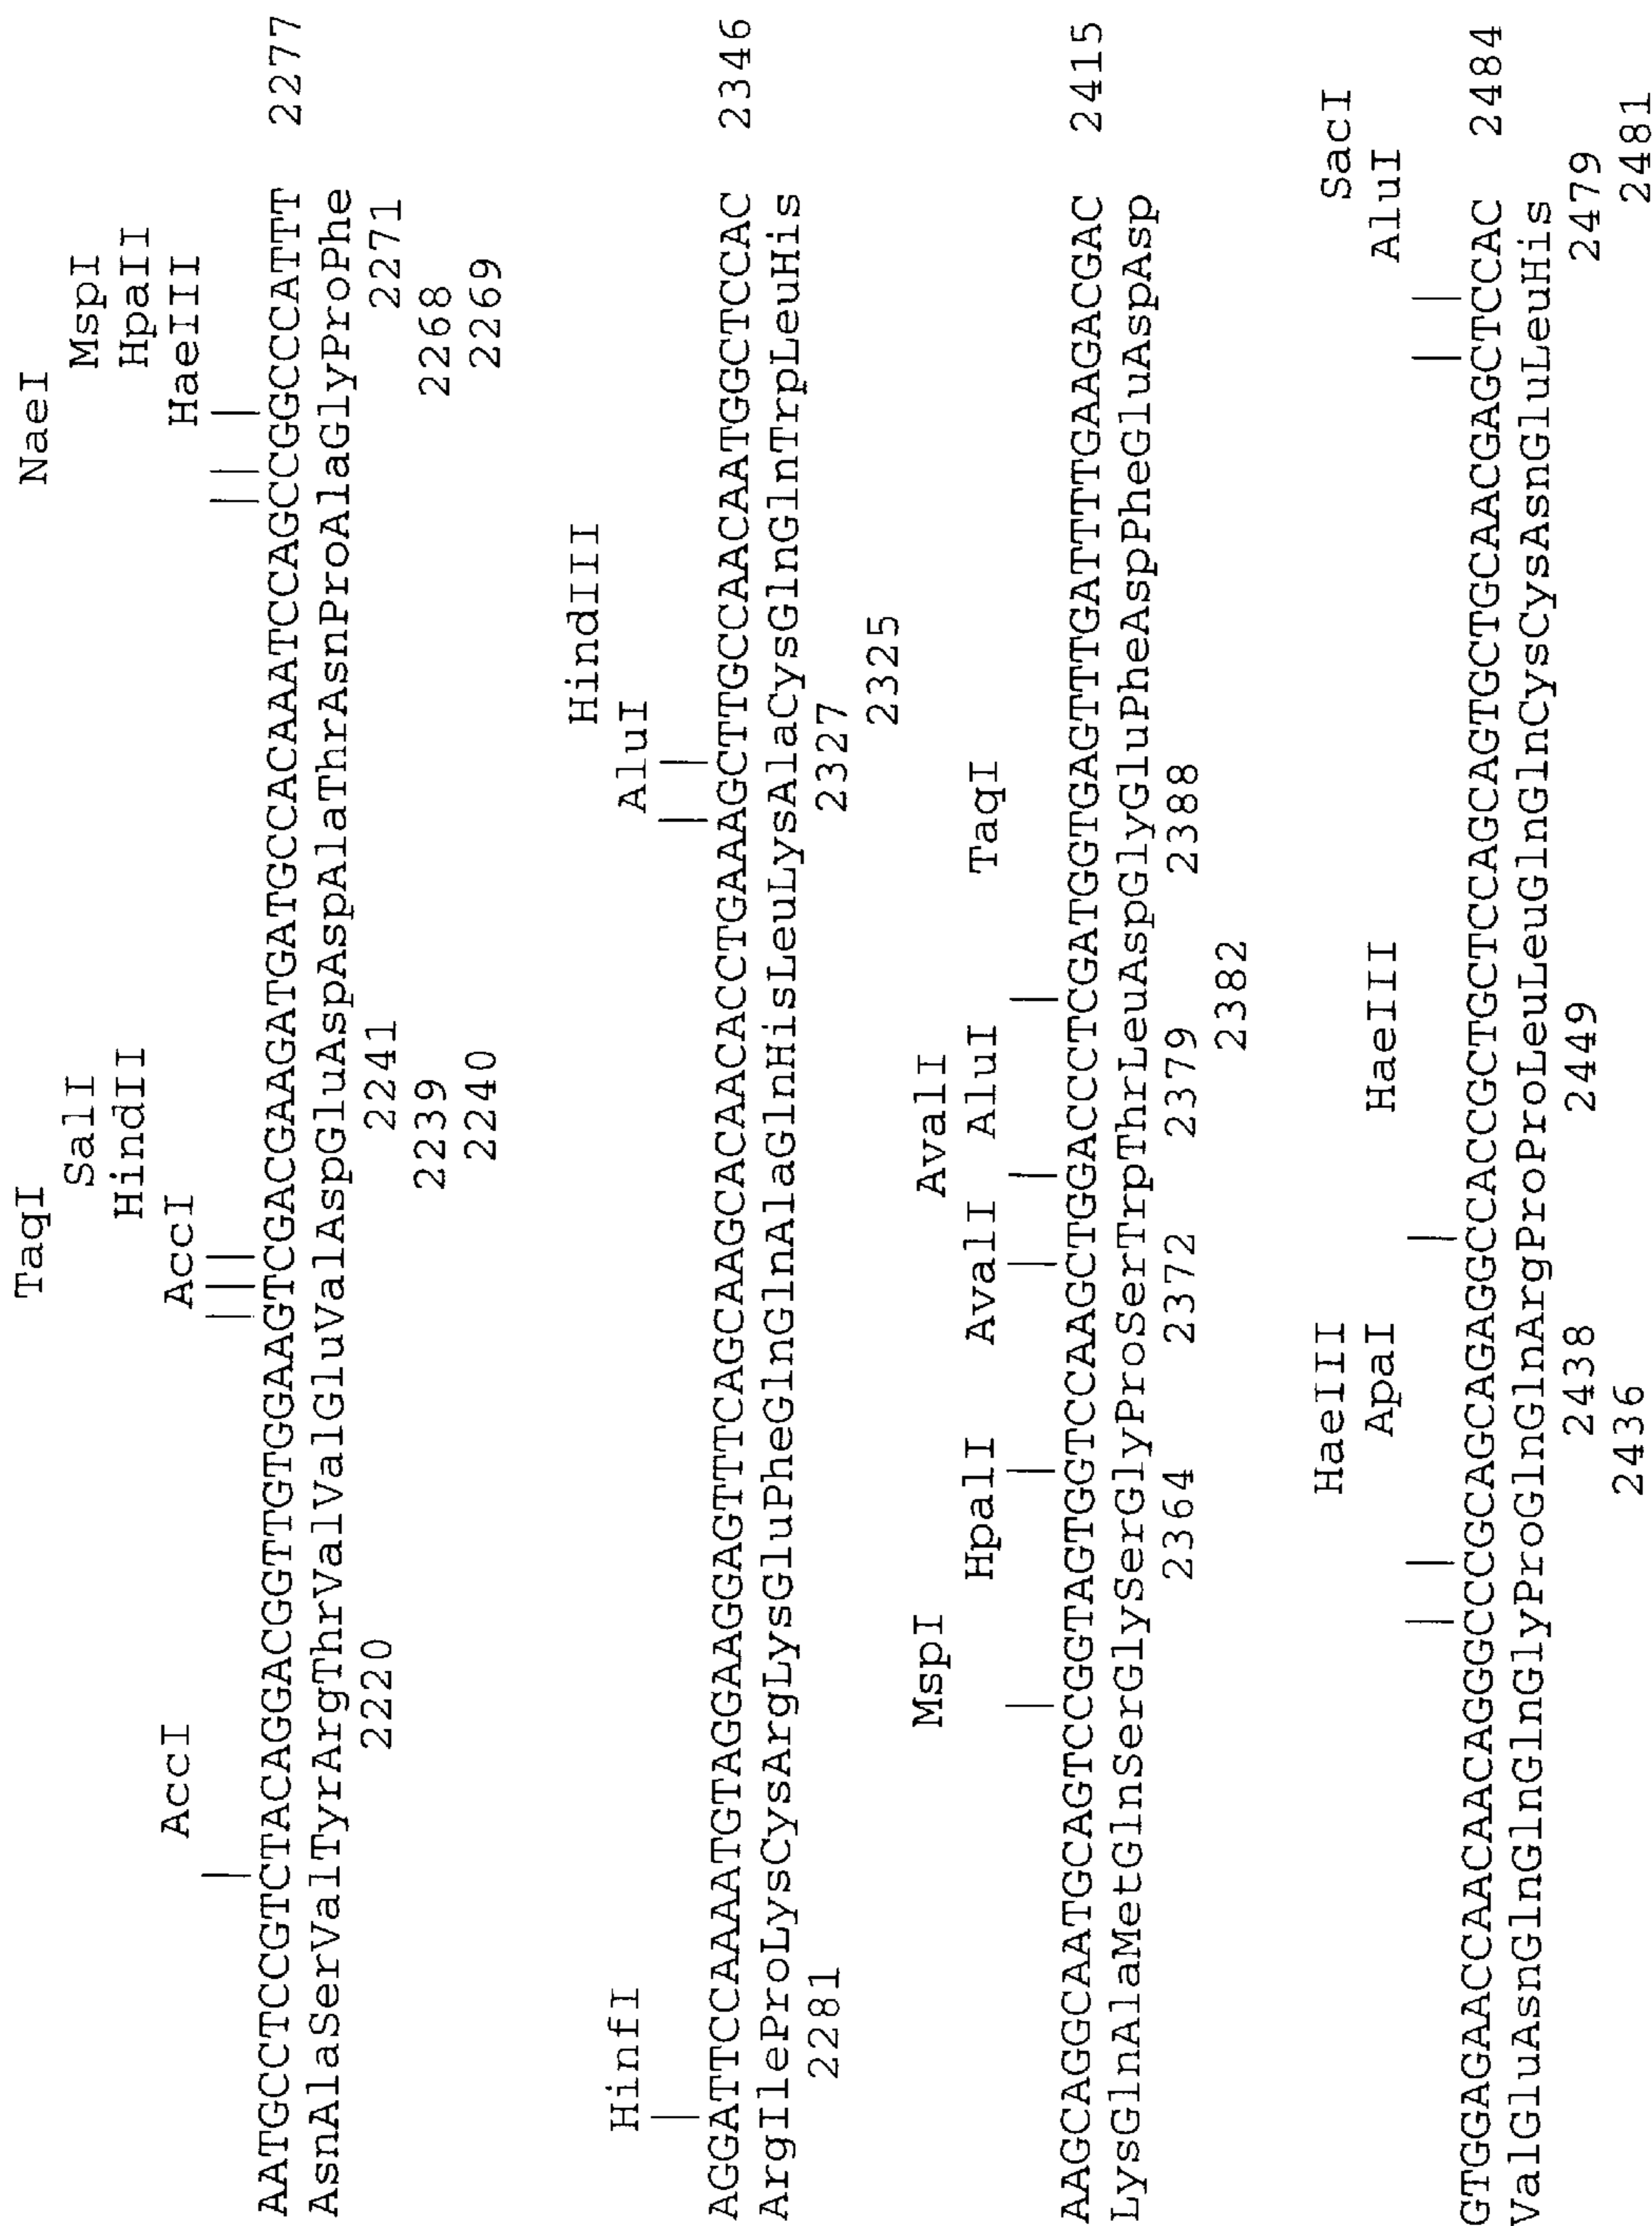 NaeI
TaqI MspI
SalI HpaII
HindII HaeIII
AccI AccI
AATGCCTCCGTCTACAGGACGGTTGTGGAAGTCGACGAAGATGATGCCACAAATCCAGCCGGCCCATTT 2277
AsnAlaSerValTyrArgThrValValGluValAspGluAspAspAlaThrAsnProAlaGlyProPhe
2220 2241 2271
2239 2268
2240 2269
HindIII
HinfI AluI
AGGATTCCAAAATGTAGGAAGGAGTTTCAGCAAGCACAACACCTGAAAGCTTGCCAACAATGGCTCCAC 2346
ArgIleProLysCysArgLysGluPheGlnGlnAlaGlnHisLeuLysAlaCysGlnGlnTrpLeuHis
2281 2327
2325
MspI AvaII
HpaII AvaII AluI TaqI
AAGCAGGCAATGCAGTCCGGTAGTGGTCCAAGCTGGACCCTCGATGGTGAGTTTGATTTTGAAGACGAC 2415
LysGlnAlaMetGlnSerGlySerGlyProSerTrpThrLeuAspGlyGluPheAspPheGluAspAsp
2364 2372 2379 2388
2382
HaeIII SacI
ApaI HaeIII AluI
GTGGAGAACCAACAACAGGGCCCGCAGCAGAGGCCACCGCTGCTCCAGCAGTGCTGCAACGAGCTCCAC 2484
ValGluAsnGlnGlnGlyProGlnGlnArgProProLeuLeuGlnGlnCysCysAsnGluLeuHis
2438 2449 2479
2436 2481